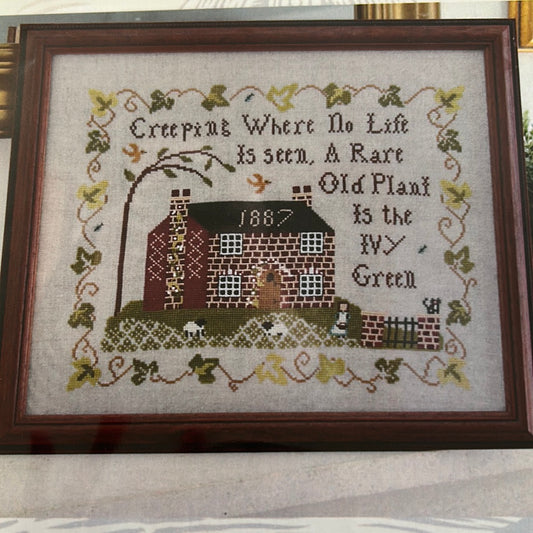 Creeping Where No Life
Is seen, A Rare
Old Plant
Is the
IVY
Green
1887